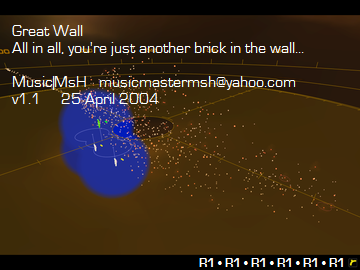 Great Wall
All in all, you're just another brick in the wall...
Music|MsH - musicmastermsh@yahoo.com
v1.1 25 April 2004
R1 • R1 • R1 • R1 • R1 • R1 r